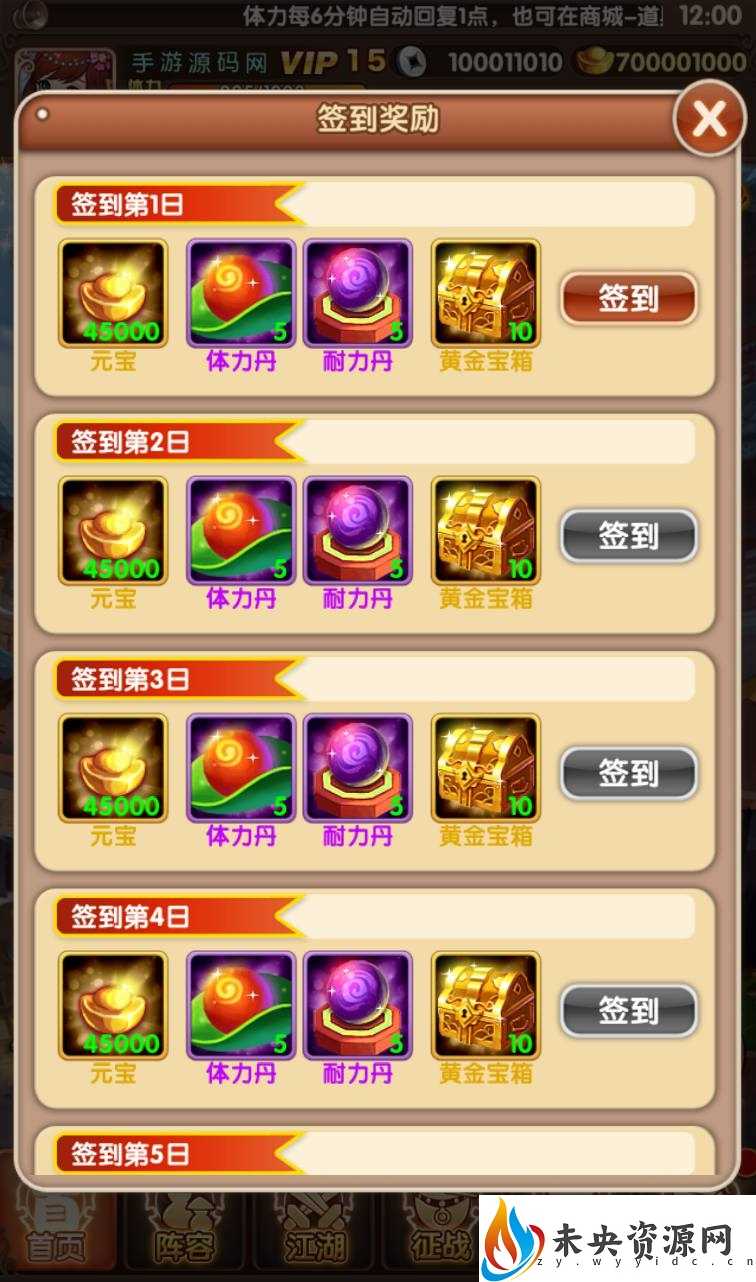 体力每6分钟自动回复1点，也可在商城-道 12:00
手游源码网 VIP 15 100011010 700001000
体力
签到奖励
签到第1日
45000 5 5 10
元宝 体力丹 耐力丹 黄金宝箱
签到
签到第2日
45000 5 5 10
元宝 体力丹 耐力丹 黄金宝箱
签到
签到第3日
45000 5 5 10
元宝 体力丹 耐力丹 黄金宝箱
签到
签到第4日
45000 5 5 10
元宝 体力丹 耐力丹 黄金宝箱
签到
签到第5日
首页 阵容 江湖 征战
未央资源网
zy.wyyidc.cn